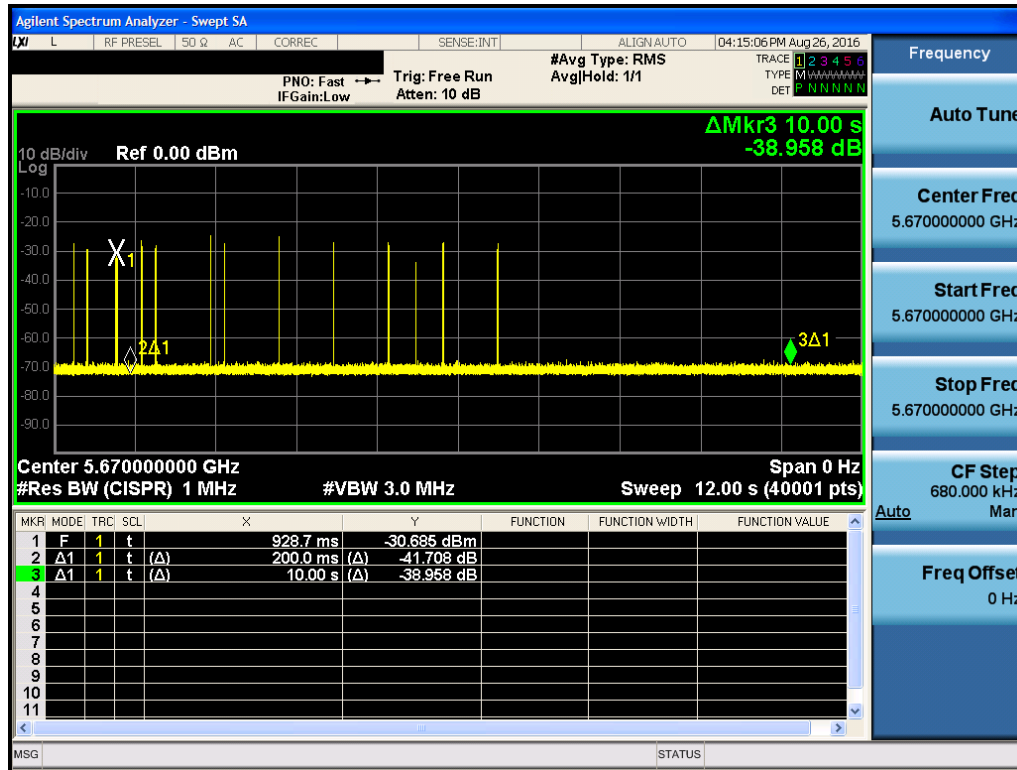 Agilent Spectrum Analyzer - Swept SA
LXI L RF PRESEL 50 Ω AC CORREC SENSE:INT ALIGN AUTO 04:15:06 PM Aug 26, 2016
PNO: Fast
IFGain:Low
Trig: Free Run
Atten: 10 dB
#Avg Type: RMS
Avg|Hold: 1/1
TRACE 1 2 3 4 5 6
TYPE M WWWWW
DET P N N N N N
ΔMkr3 10.00 s
-38.958 dB
10 dB/div Ref 0.00 dBm
Log
-10.0
-20.0
-30.0
-40.0
-50.0
-60.0
-70.0
-80.0
-90.0
1
2Δ1
3Δ1
Center 5.670000000 GHz Span 0 Hz
#Res BW (CISPR) 1 MHz #VBW 3.0 MHz Sweep 12.00 s (40001 pts)
MKR MODE TRC SCL X Y FUNCTION FUNCTION WIDTH FUNCTION VALUE
1 F 1 t 928.7 ms -30.685 dBm
2 Δ1 1 t (Δ) 200.0 ms (Δ) -41.708 dB
3 Δ1 1 t (Δ) 10.00 s (Δ) -38.958 dB
4
5
6
7
8
9
10
11
MSG STATUS
Frequency
Auto Tune
Center Freq
5.670000000 GHz
Start Freq
5.670000000 GHz
Stop Freq
5.670000000 GHz
CF Step
680.000 kHz
Auto Man
Freq Offset
0 Hz